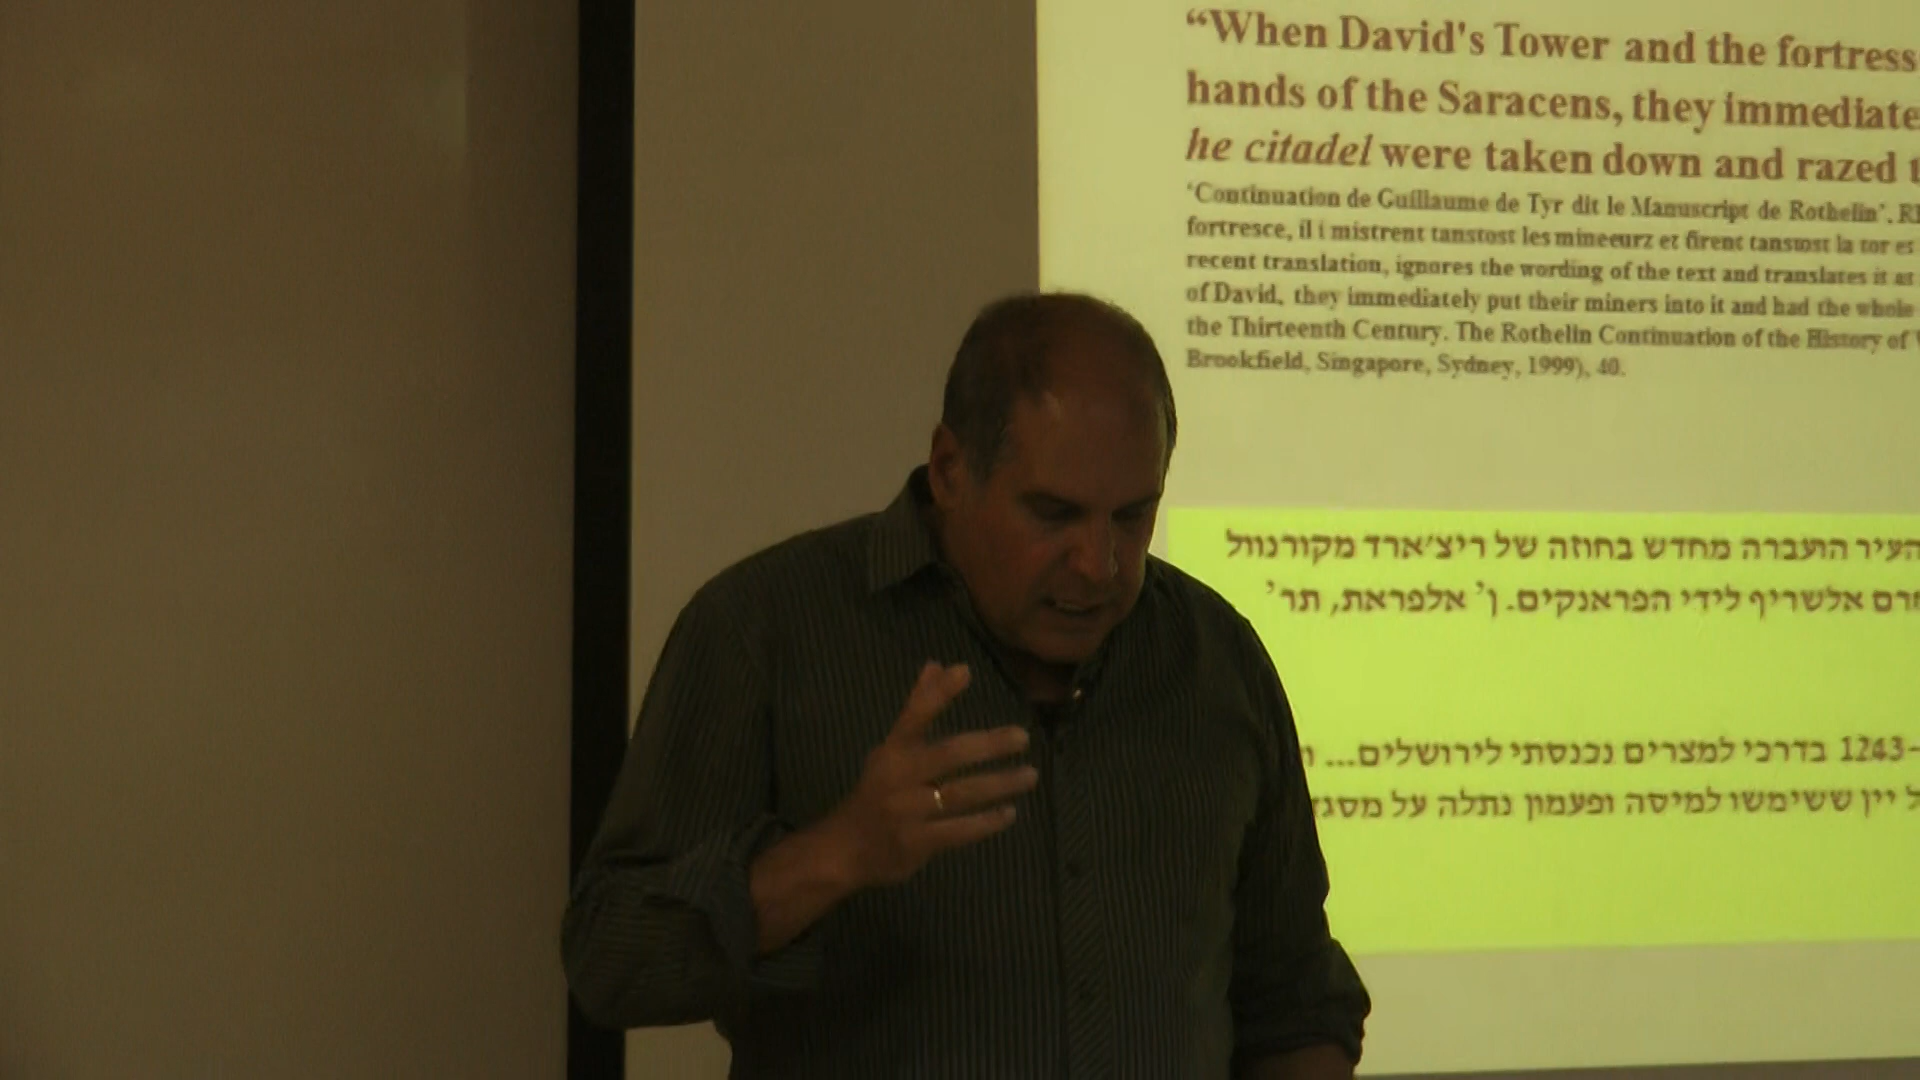 “When David's Tower and the fortress
hands of the Saracens, they immediate
he citadel were taken down and razed t
‘Continuation de Guillaume de Tyr dit le Manuscript de Rothelin’. RH
fortresce, il i mistrent tanstost les mineeurz et firent tanstost la tor es
recent translation, ignores the wording of the text and translates it as
of David, they immediately put their miners into it and had the whole
the Thirteenth Century. The Rothelin Continuation of the History of
Brookfield, Singapore, Sydney, 1999), 40.
העיר הועברה מחדש בחוזה של ריצ׳ארד מקורנוול
אלשריף לידי הפראנקים. ן׳ אלפראת, תר׳
1243- בדרכי למצרים נכנסתי לירושלים...
יין ששימשו למיסה ופעמון נתלה על